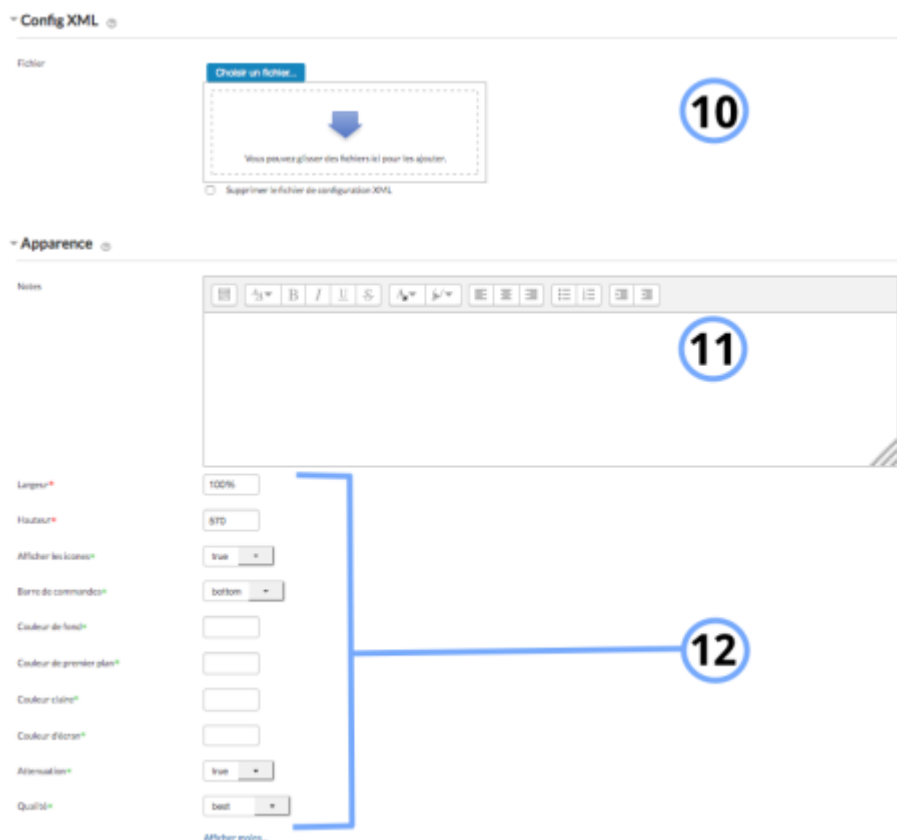 Config XML
Fichier
Choisir un fichier...
10
Vous pouvez glisser des fichiers ici pour les ajouter.
Supprimer le fichier de configuration XML
Apparence
Notes
B I U S
11
Largeur* 100%
Hauteur* 570
Afficher les icones* true
Barre de commandes* bottom
Couleur de fond*
Couleur de premier plan*
12
Couleur claire*
Couleur d'écran*
Attenuation* true
Qualité* best
Afficher moins...